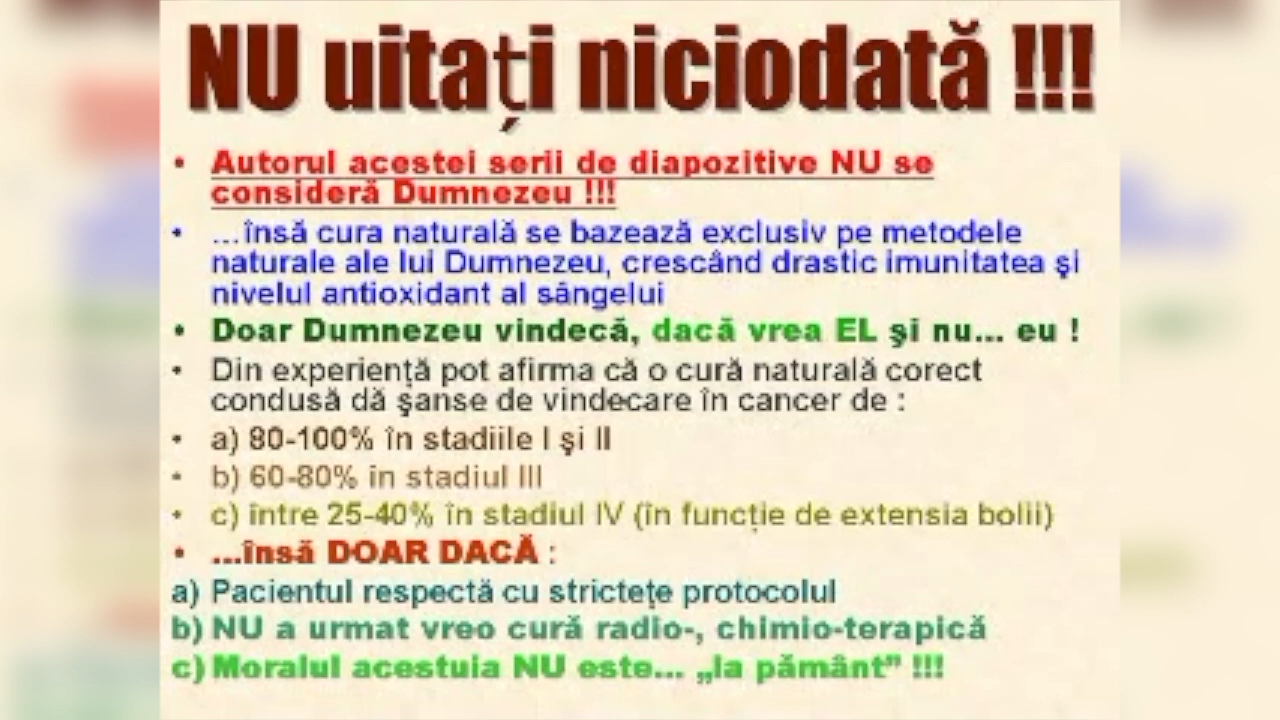 NU uitați niciodată !!!
• Autorul acestei serii de diapozitive NU se
consideră Dumnezeu !!!
• ...însă cura naturală se bazează exclusiv pe metodele
naturale ale lui Dumnezeu, crescând drastic imunitatea şi
nivelul antioxidant al sângelui
• Doar Dumnezeu vindecă, dacă vrea EL şi nu... eu !
• Din experiență pot afirma că o cură naturală corect
condusă dă şanse de vindecare în cancer de :
• a) 80-100% în stadiile I şi II
• b) 60-80% în stadiul III
• c) între 25-40% în stadiul IV (în funcție de extensia bolii)
• ...însă DOAR DACĂ :
a) Pacientul respectă cu strictețe protocolul
b) NU a urmat vreo cură radio-, chimio-terapică
c) Moralul acestuia NU este... „la pământ” !!!